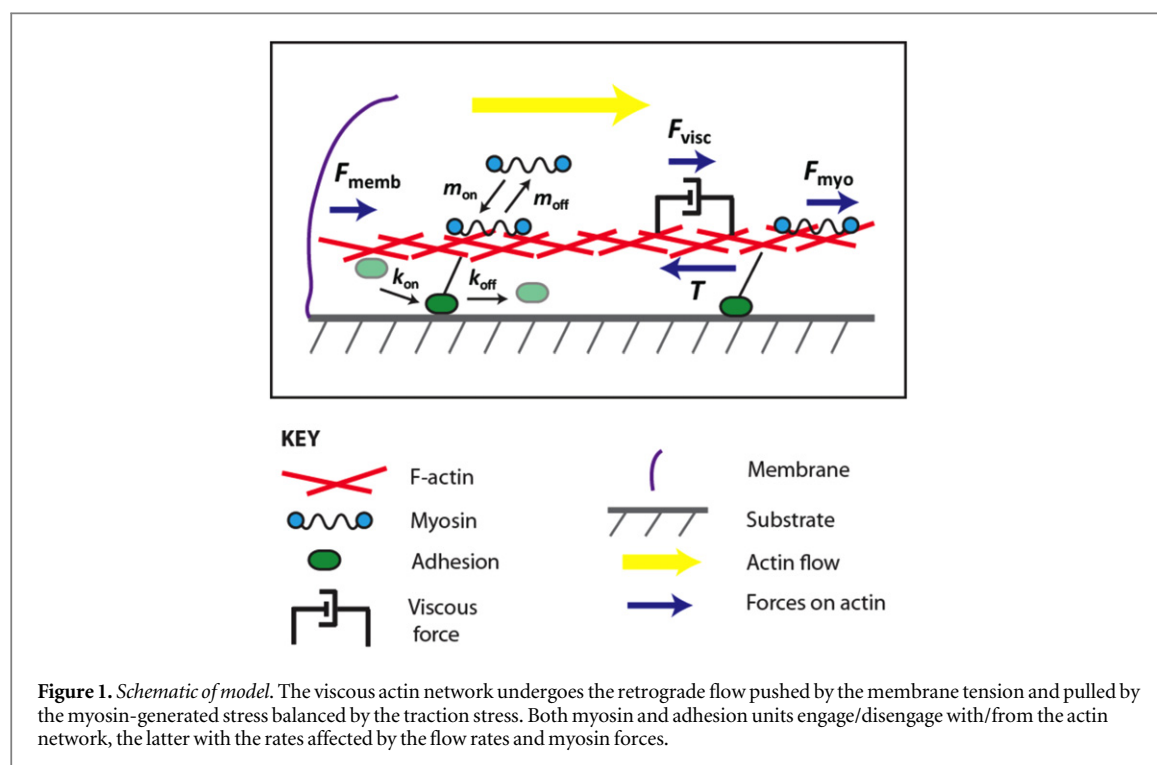 F_memb
m_on
m_off
F_visc
F_myo
k_on
k_off
T
KEY
F-actin
Myosin
Adhesion
Viscous
force
Membrane
Substrate
Actin flow
Forces on actin
Figure 1. Schematic of model. The viscous actin network undergoes the retrograde flow pushed by the membrane tension and pulled by
the myosin-generated stress balanced by the traction stress. Both myosin and adhesion units engage/disengage with/from the actin
network, the latter with the rates affected by the flow rates and myosin forces.